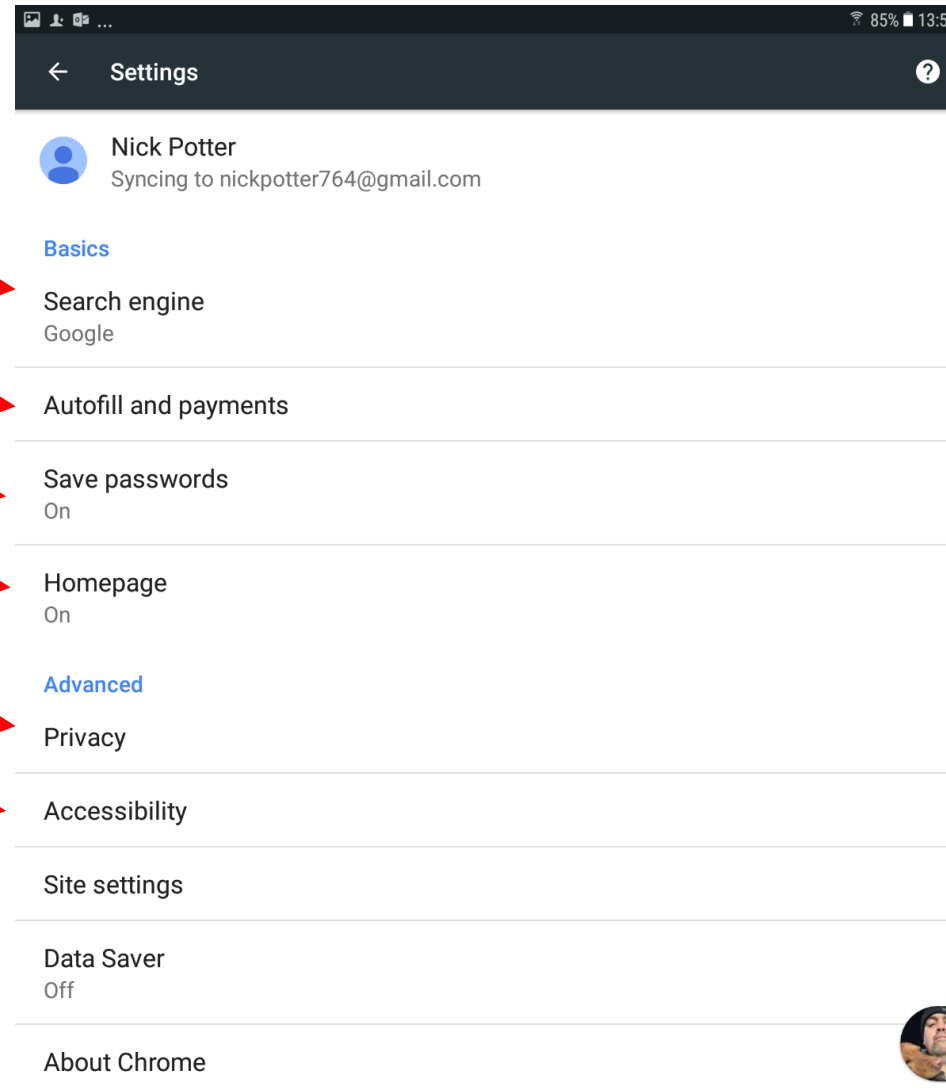 ... 85% 13:5
Settings
Nick Potter
Syncing to nickpotter764@gmail.com
Basics
Search engine
Google
Autofill and payments
Save passwords
On
Homepage
On
Advanced
Privacy
Accessibility
Site settings
Data Saver
Off
About Chrome